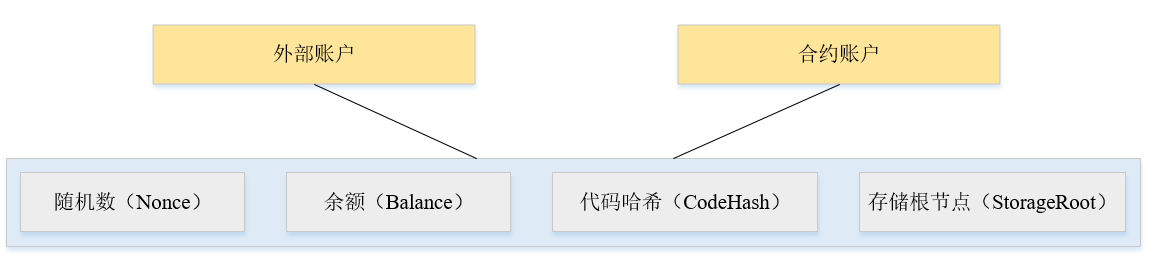 外部账户
合约账户
随机数（Nonce）
余额（Balance）
代码哈希（CodeHash）
存储根节点（StorageRoot）